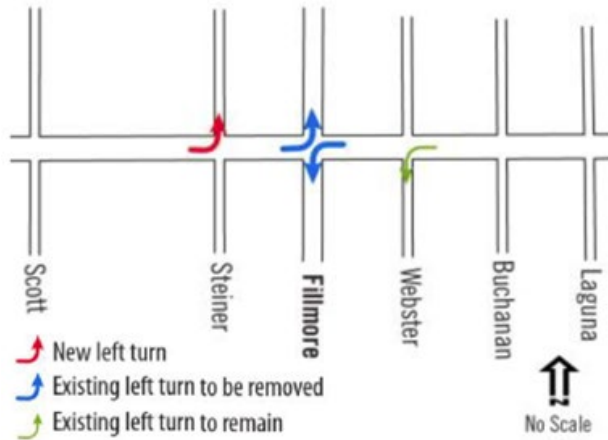 Scott
Steiner
Fillmore
Webster
Buchanan
Laguna
New left turn
Existing left turn to be removed
Existing left turn to remain
No Scale